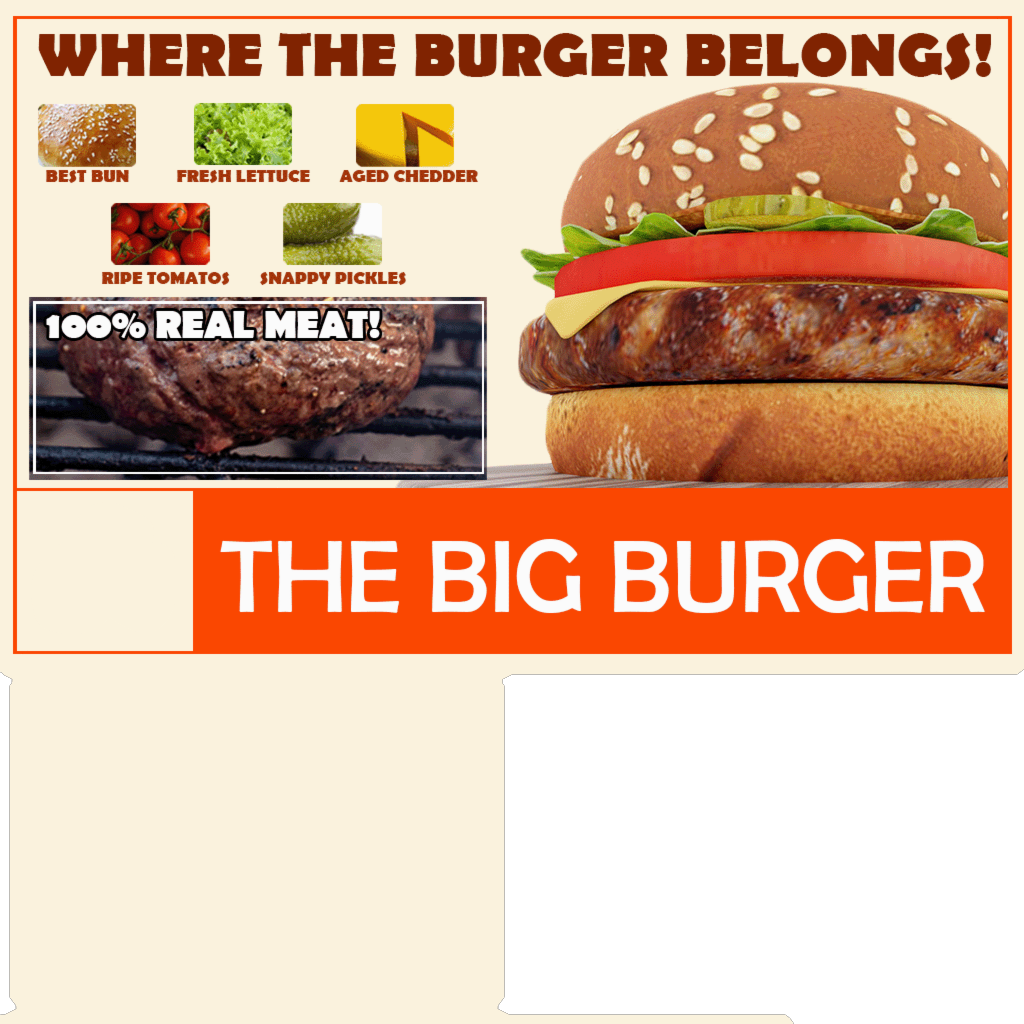 WHERE THE BURGER BELONGS!
BEST BUN
FRESH LETTUCE
AGED CHEDDER
RIPE TOMATOS
SNAPPY PICKLES
100% REAL MEAT!
THE BIG BURGER